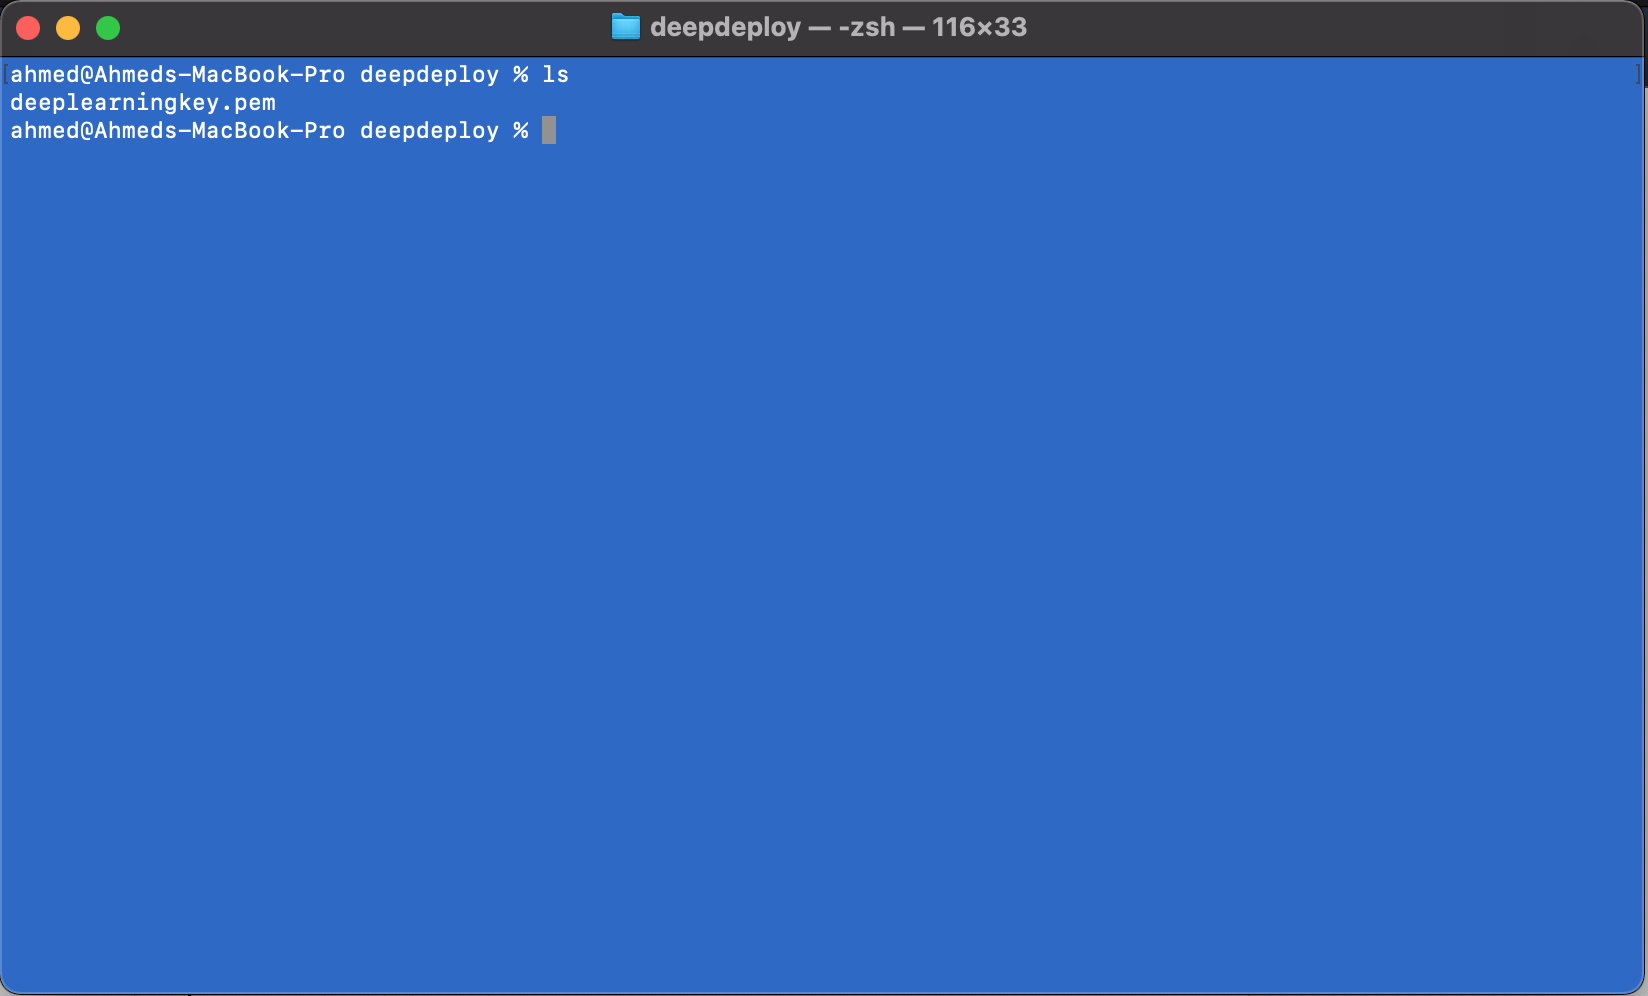 deepdeploy — -zsh — 116×33
[ahmed@Ahmeds-MacBook-Pro deepdeploy % ls ]
deeplearningkey.pem
ahmed@Ahmeds-MacBook-Pro deepdeploy %